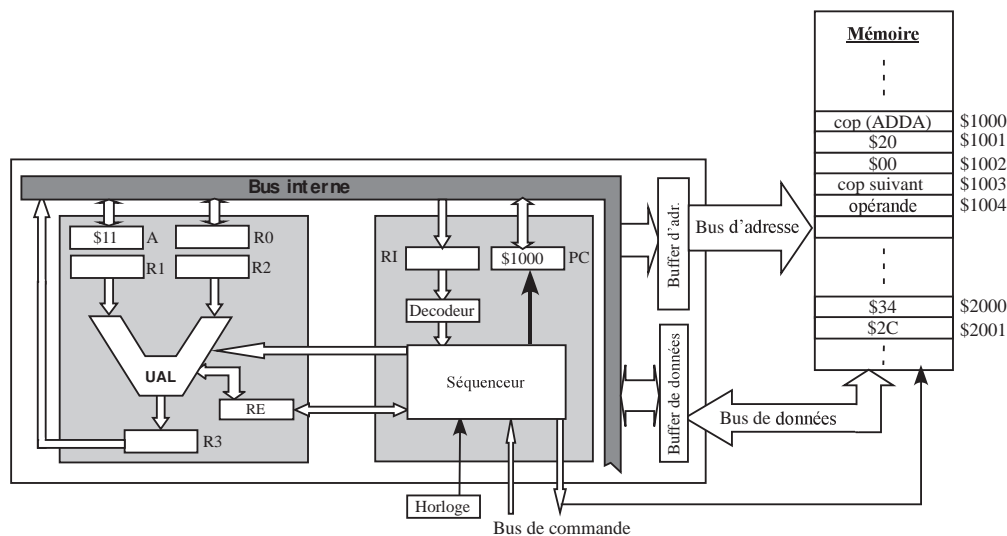 Mémoire
cop (ADDA) $1000
$20 $1001
$00 $1002
cop suivant $1003
opérande $1004
$34 $2000
$2C $2001
Bus interne
Buffer d'adr.
Bus d'adresse
$11 A
R0
R1
R2
RI
$1000 PC
Decodeur
UAL
Séquenceur
RE
R3
Buffer de données
Bus de données
Horloge
Bus de commande